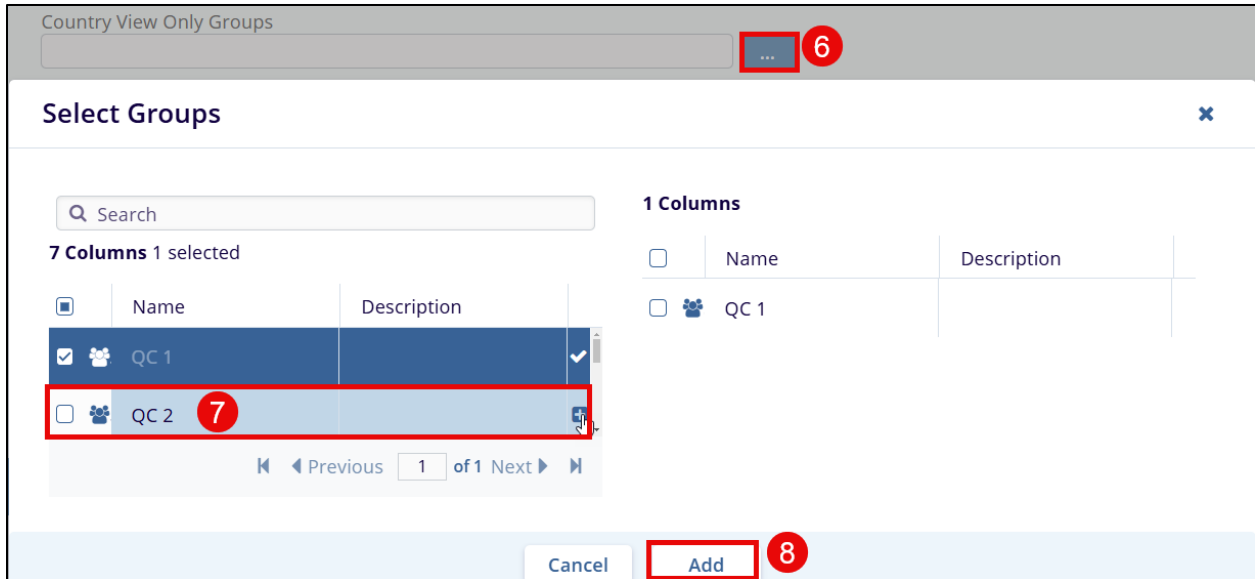 Country View Only Groups
... 6
Select Groups
Search
7 Columns 1 selected
Name Description
QC 1
QC 2 7
Previous 1 of 1 Next
1 Columns
Name Description
QC 1
Cancel Add 8